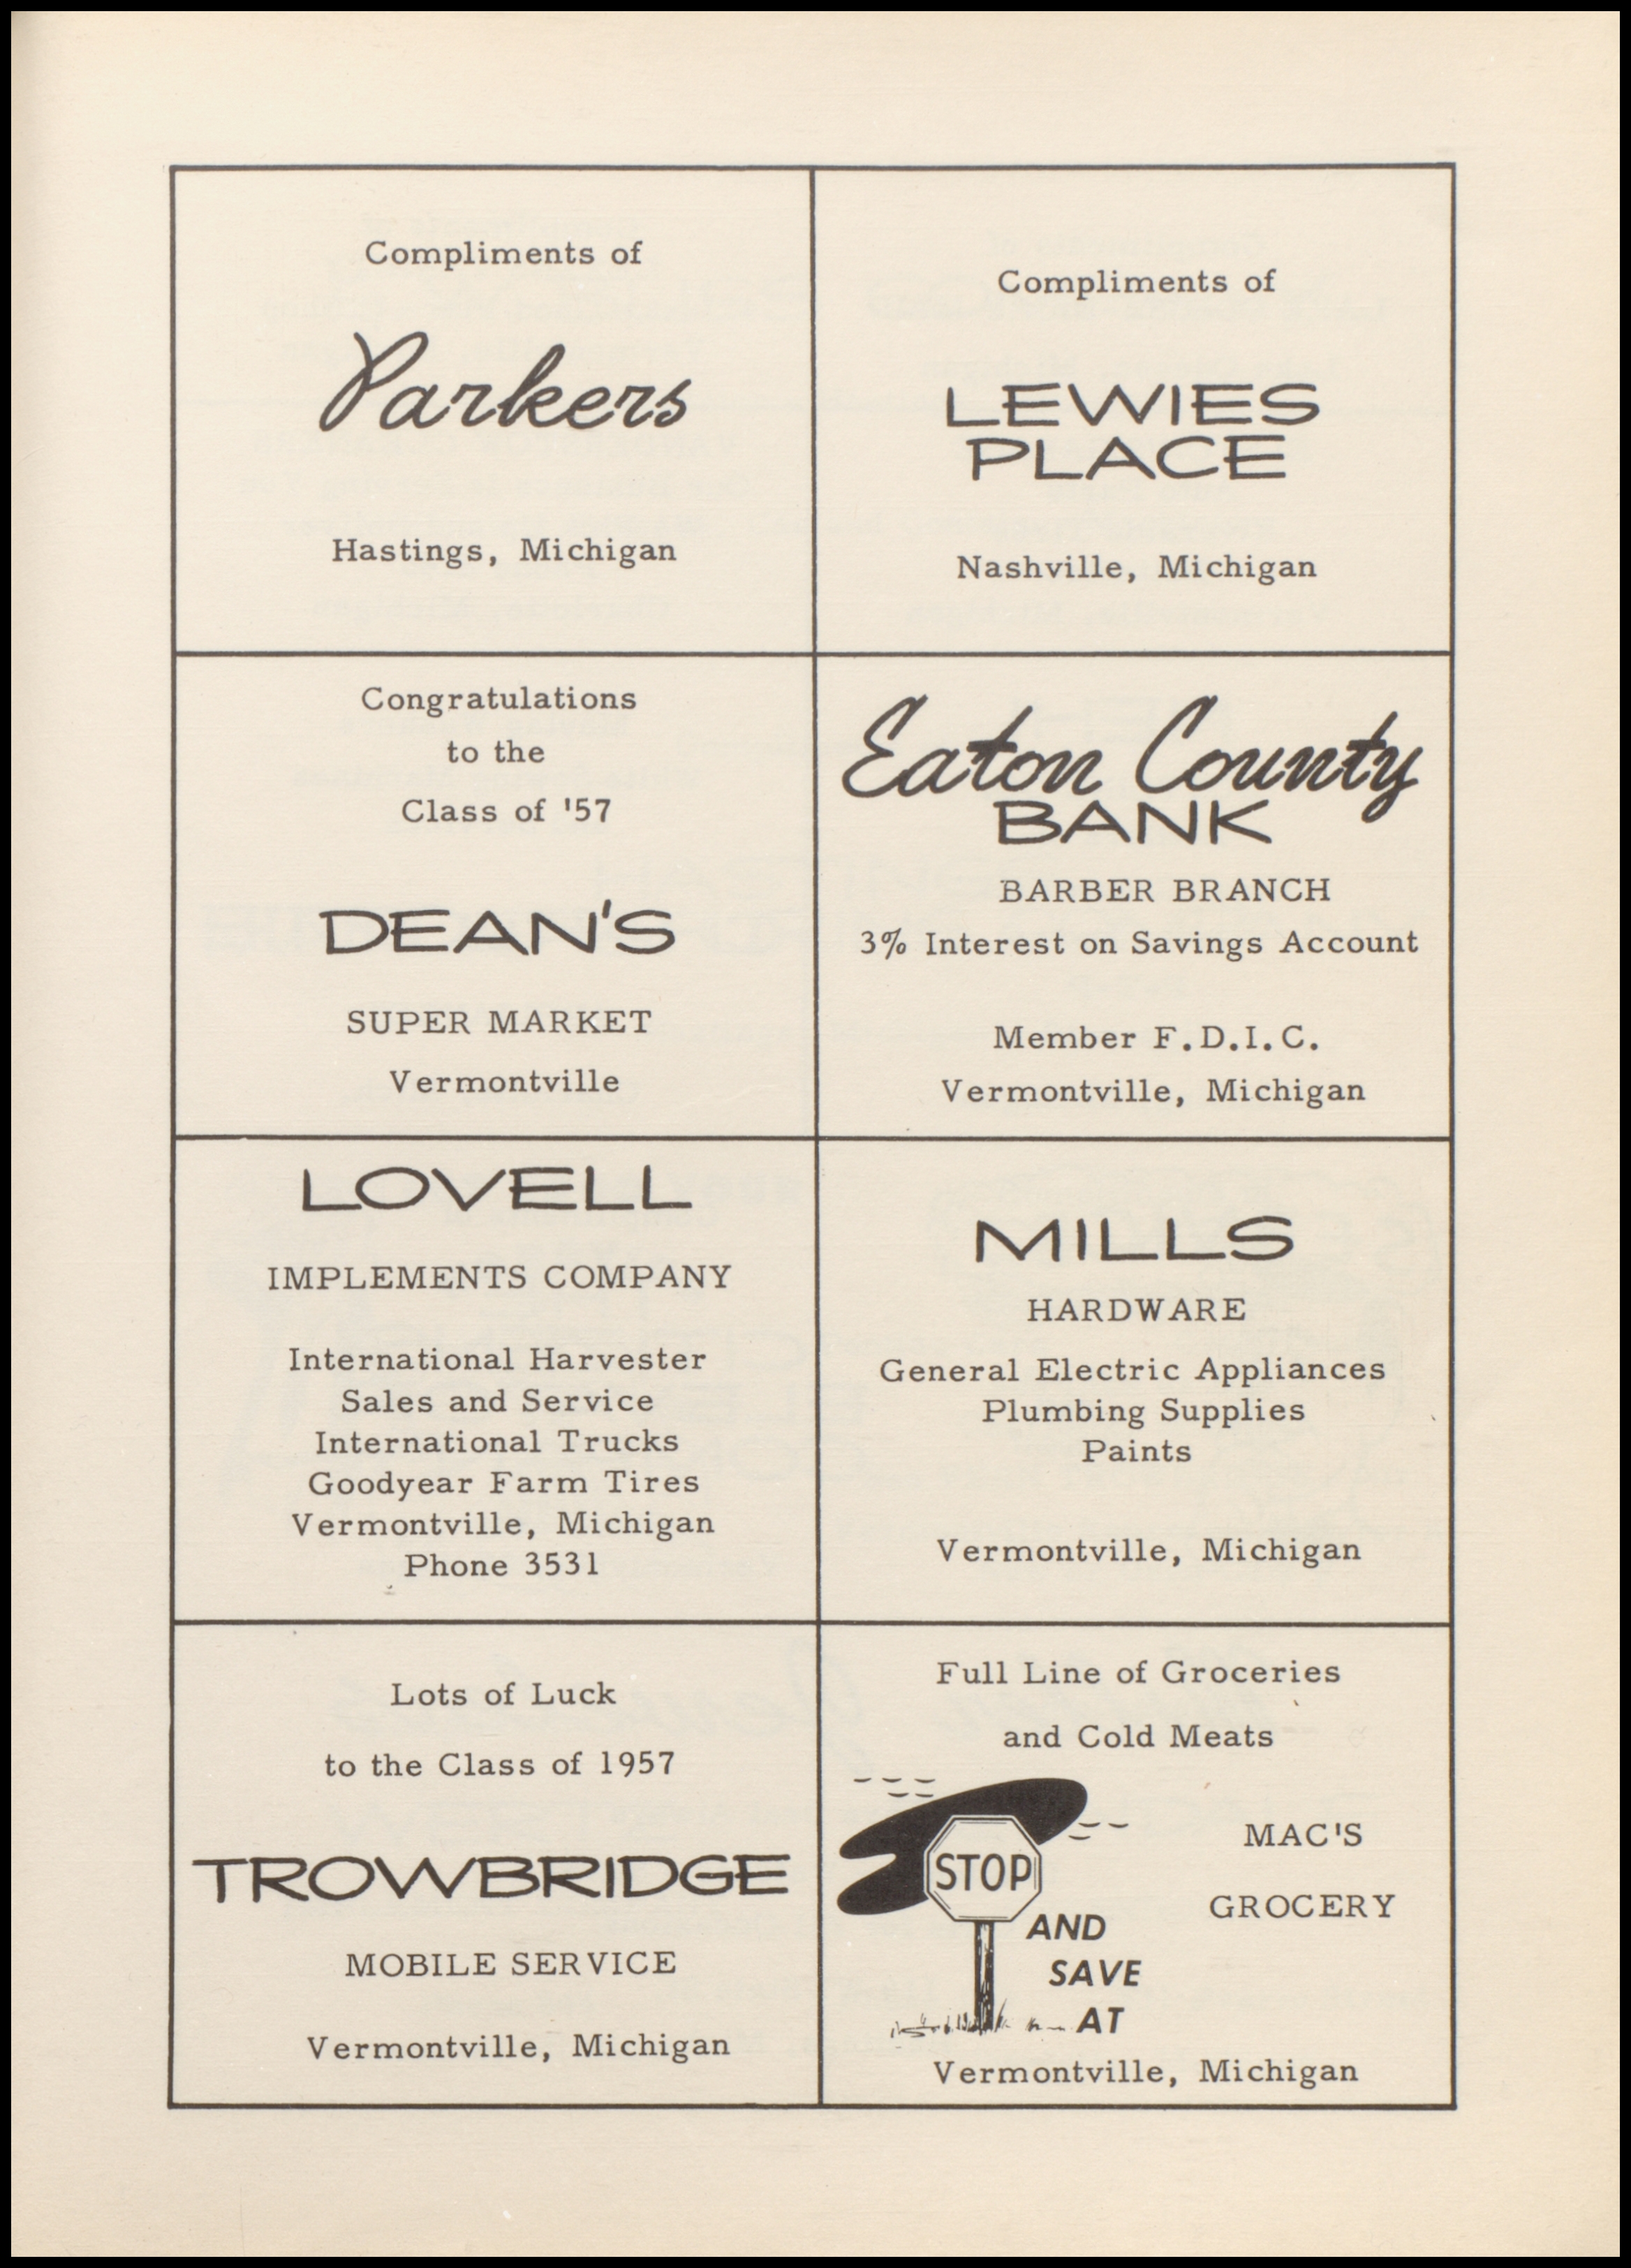 Compliments of
Parkers
Hastings, Michigan
Compliments of
LEWIES
PLACE
Nashville, Michigan
Congratulations
to the
Class of '57
DEAN'S
SUPER MARKET
Vermontville
Eaton County
BANK
BARBER BRANCH
3% Interest on Savings Account
Member F.D.I.C.
Vermontville, Michigan
LOVELL
IMPLEMENTS COMPANY
International Harvester
Sales and Service
International Trucks
Goodyear Farm Tires
Vermontville, Michigan
Phone 3531
MILLS
HARDWARE
General Electric Appliances
Plumbing Supplies
Paints
Vermontville, Michigan
Lots of Luck
to the Class of 1957
TROWBRIDGE
MOBILE SERVICE
Vermontville, Michigan
Full Line of Groceries
and Cold Meats
STOP
AND
SAVE
AT
MAC'S
GROCERY
Vermontville, Michigan